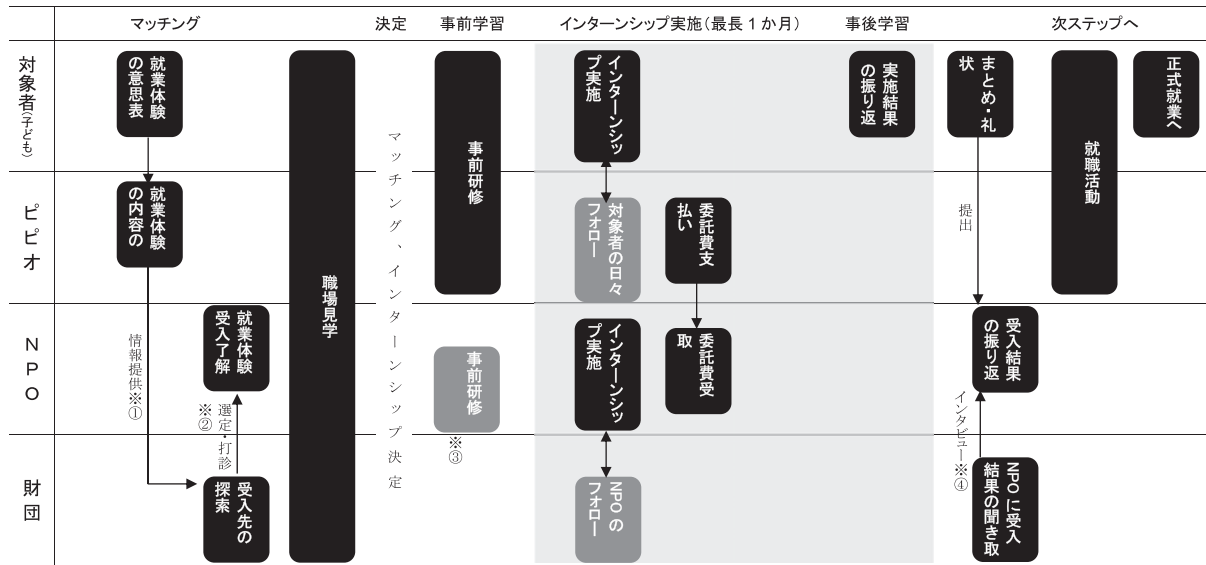 マッチング
決定
事前学習
インターンシップ実施（最長１か月）
事後学習
次ステップへ
対象者（子ども）
就業体験
の意思表
インターンシッ
プ実施
実施結果
の振り返
まとめ・礼
状
正式就業へ
ピピオ
就業体験
の内容の
事前研修
対象者の日々
フォロー
委託費支
払い
提出
就職活動
職場見学
マッチング、インターンシップ決定
ＮＰＯ
情報提供※①
就業体験
受入了解
選定・打診
※②
事前研修
※③
インターンシッ
プ実施
委託費受
取
受入結果
の振り返
インタビュー※④
財団
受入先の
探索
NPOの
フォロー
NPOに受入
結果の聞き取